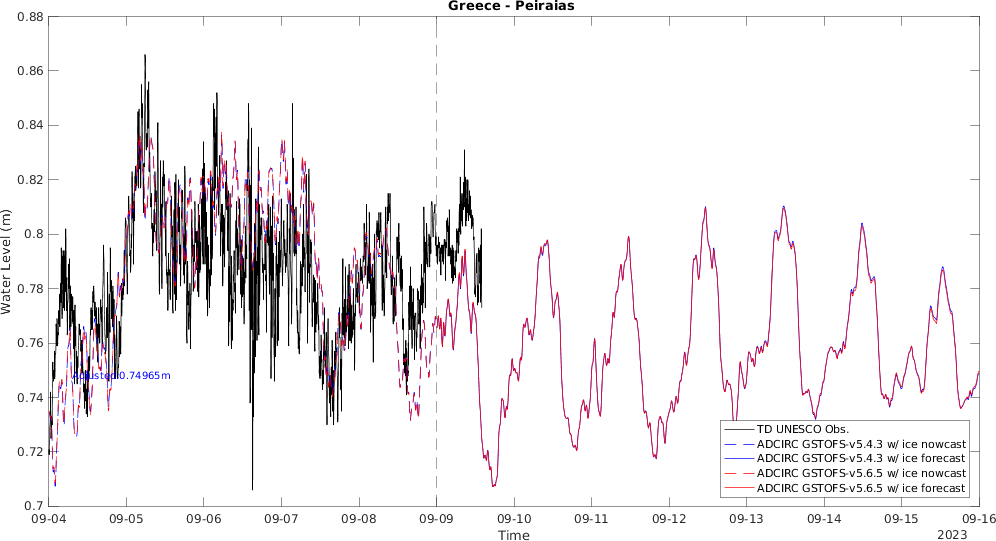 Greece - Peiraias
0.88
0.86
0.84
0.82
0.8
0.78
0.76
0.74
0.72
0.7
Water Level (m)
adjusted 0.74965m
TD UNESCO Obs.
ADCIRC GSTOFS-v5.4.3 w/ ice nowcast
ADCIRC GSTOFS-v5.4.3 w/ ice forecast
ADCIRC GSTOFS-v5.6.5 w/ ice nowcast
ADCIRC GSTOFS-v5.6.5 w/ ice forecast
09-04 09-05 09-06 09-07 09-08 09-09 09-10 09-11 09-12 09-13 09-14 09-15 09-16
Time
2023